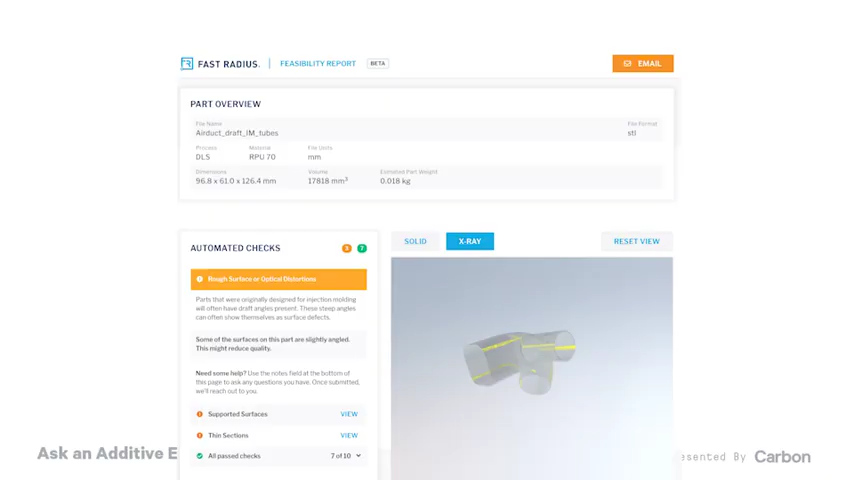 FAST RADIUS.
FEASIBILITY REPORT
BETA
EMAIL
PART OVERVIEW
File Name
File Format
Airduct_draft_IM_tubes
stl
Process
Material
File Units
DLS
RPU 70
mm
Dimensions
Volume
Estimated Part Weight
96.8 x 61.0 x 126.4 mm
17818 mm³
0.018 kg
AUTOMATED CHECKS
3
7
SOLID
X-RAY
RESET VIEW
Rough Surface or Optical Distortions
Parts that were originally designed for injection molding
will often have draft angles present. These steep angles
can often show themselves as surface defects.
Some of the surfaces on this part are slightly angled.
This might reduce quality.
Need some help? Use the notes field at the bottom of
this page to ask any questions you have. Once submitted,
we'll reach out to you.
Supported Surfaces
VIEW
Thin Sections
VIEW
All passed checks
7 of 10
Ask an Additive E
esented By Carbon